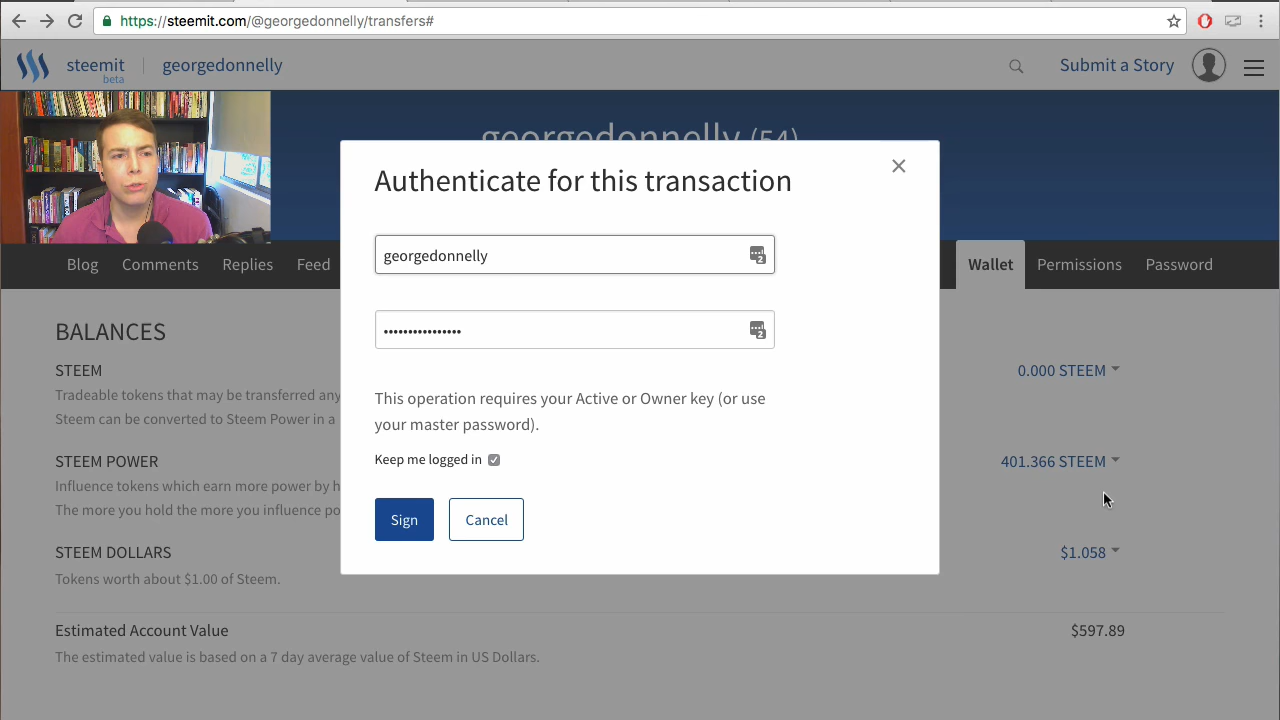 https://steemit.com/@georgedonnelly/transfers#
steemit
beta
georgedonnelly
Submit a Story
georgedonnelly (54)
Authenticate for this transaction
georgedonnelly
Blog Comments Replies Feed Wallet Permissions Password
This operation requires your Active or Owner key (or use
your master password).
Keep me logged in
Sign Cancel
BALANCES
STEEM 0.000 STEEM
Tradeable tokens that may be transferred any
Steem can be converted to Steem Power in a
STEEM POWER 401.366 STEEM
Influence tokens which earn more power by h
The more you hold the more you influence po
STEEM DOLLARS $1.058
Tokens worth about $1.00 of Steem.
Estimated Account Value $597.89
The estimated value is based on a 7 day average value of Steem in US Dollars.